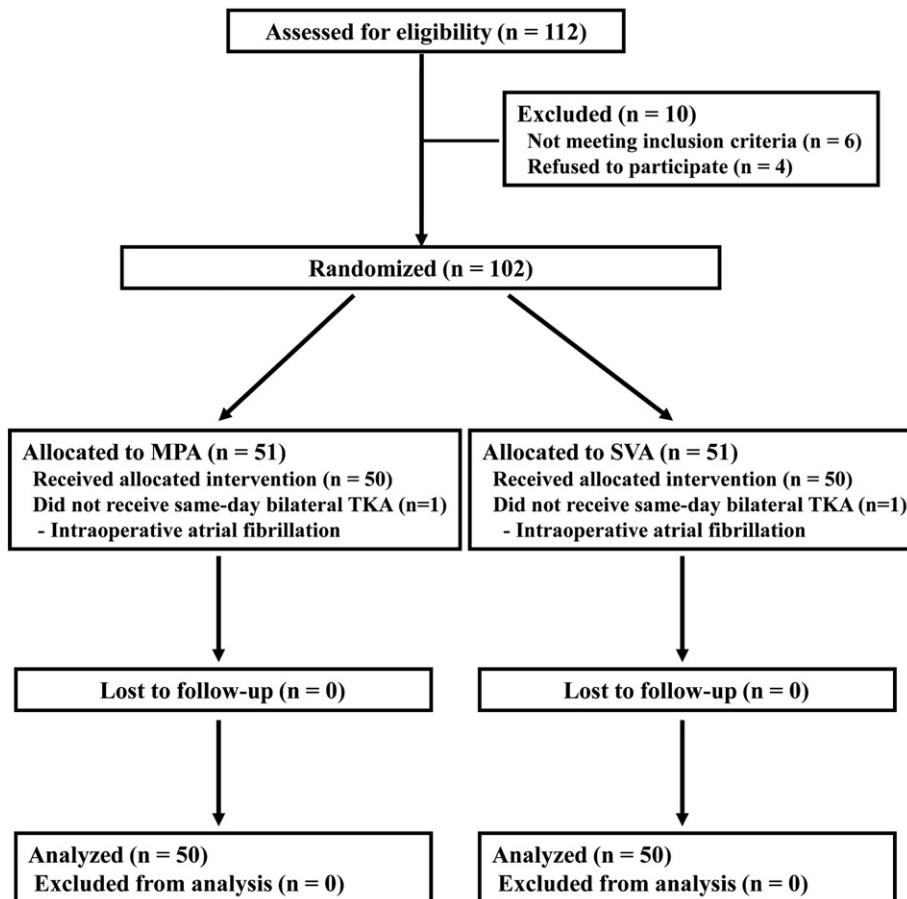 Assessed for eligibility (n = 112)
Excluded (n = 10)
Not meeting inclusion criteria (n = 6)
Refused to participate (n = 4)
Randomized (n = 102)
Allocated to MPA (n = 51)
Received allocated intervention (n = 50)
Did not receive same-day bilateral TKA (n=1)
- Intraoperative atrial fibrillation
Allocated to SVA (n = 51)
Received allocated intervention (n = 50)
Did not receive same-day bilateral TKA (n=1)
- Intraoperative atrial fibrillation
Lost to follow-up (n = 0)
Lost to follow-up (n = 0)
Analyzed (n = 50)
Excluded from analysis (n = 0)
Analyzed (n = 50)
Excluded from analysis (n = 0)